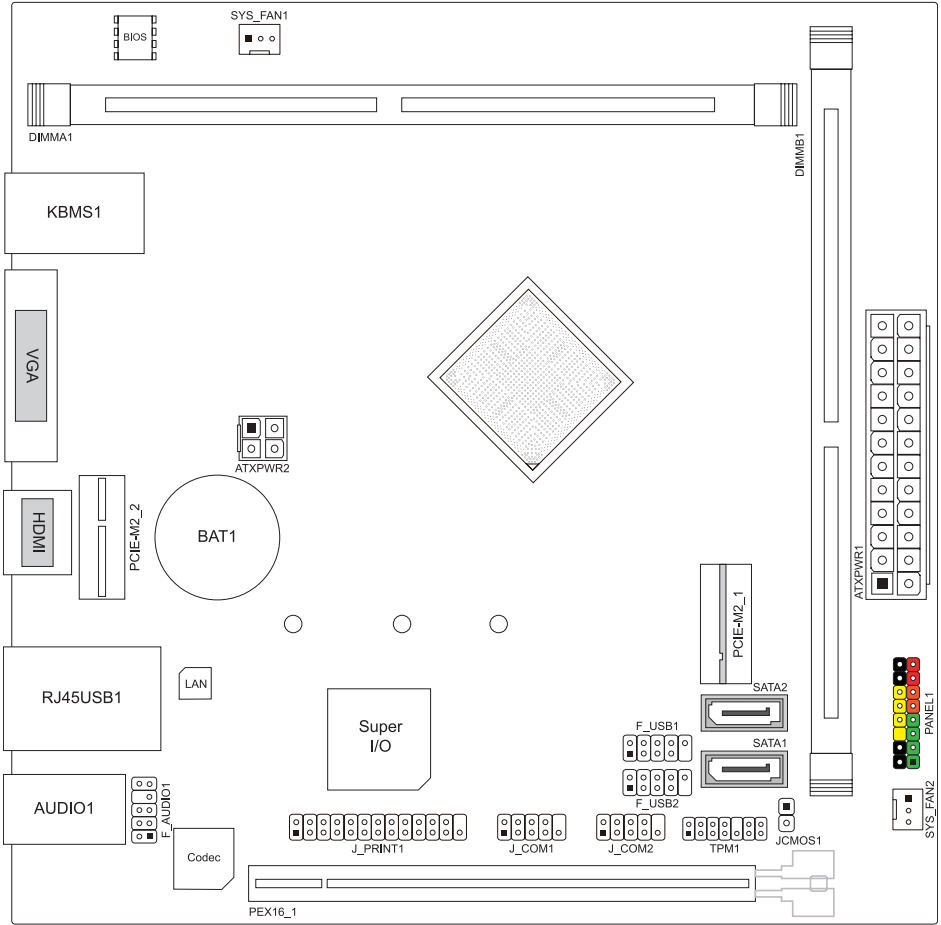 SYS_FAN1
BIOS
DIMMA1
DIMMB1
KBMS1
VGA
ATXPWR2
HDMI
PCIE-M2_2
BAT1
ATXPWR1
PCIE-M2_1
RJ45USB1
LAN
Super
I/O
SATA2
PANEL1
F_USB1
SATA1
AUDIO1
F_AUDIO1
F_USB2
SYS_FAN2
J_PRINT1
J_COM1
J_COM2
TPM1
JCMOS1
Codec
PEX16_1